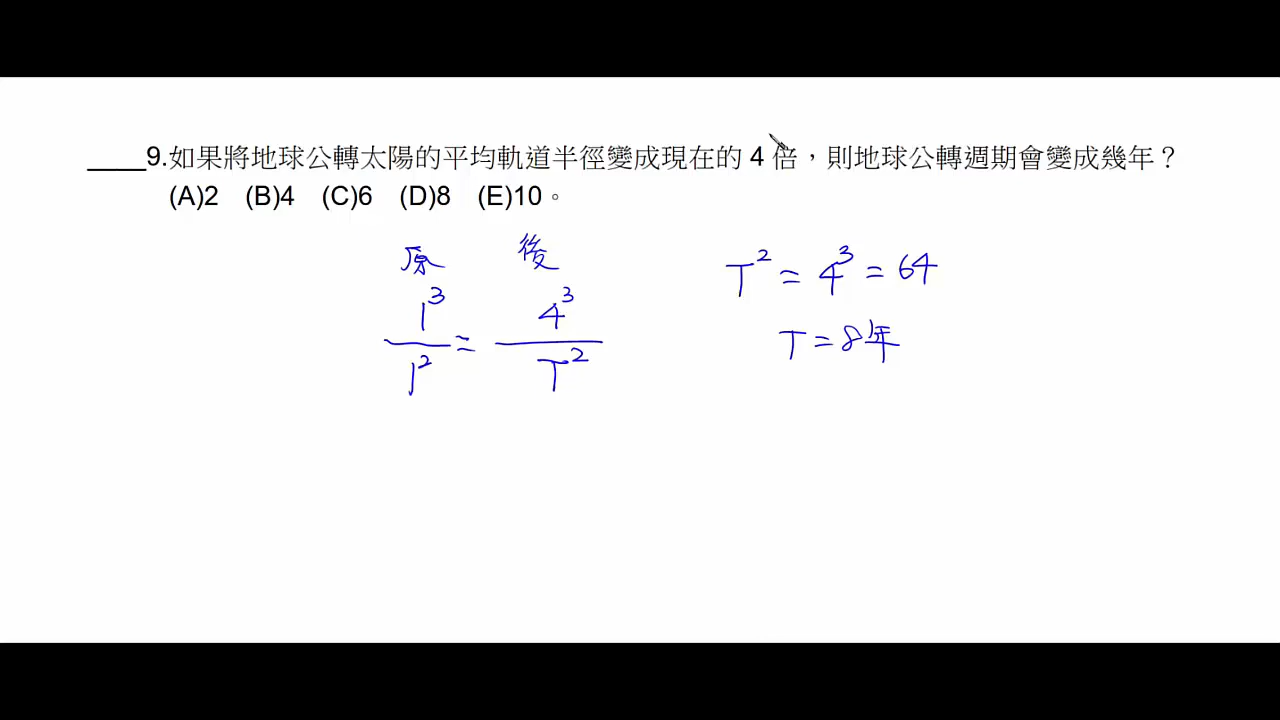 ____9.如果將地球公轉太陽的平均軌道半徑變成現在的 4 倍，則地球公轉週期會變成幾年？
(A)2 (B)4 (C)6 (D)8 (E)10。
原 後
1³/1² = 4³/T²
T² = 4³ = 64
T = 8年